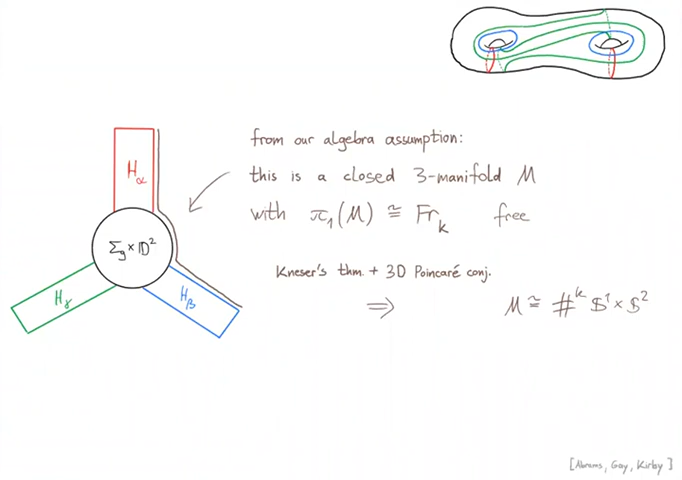 from our algebra assumption:
this is a closed 3-manifold M
with π₁(M) ≅ Frₖ free
Kneser's thm. + 3D Poincaré conj.
⟹ M ≅ #ᵏ S¹ × S²
Hα
Σg × D²
Hγ
Hβ
[Abrams, Gay, Kirby]